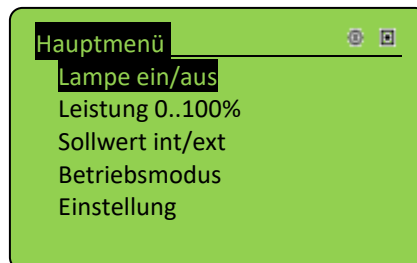 Hauptmenü
Lampe ein/aus
Leistung 0..100%
Sollwert int/ext
Betriebsmodus
Einstellung